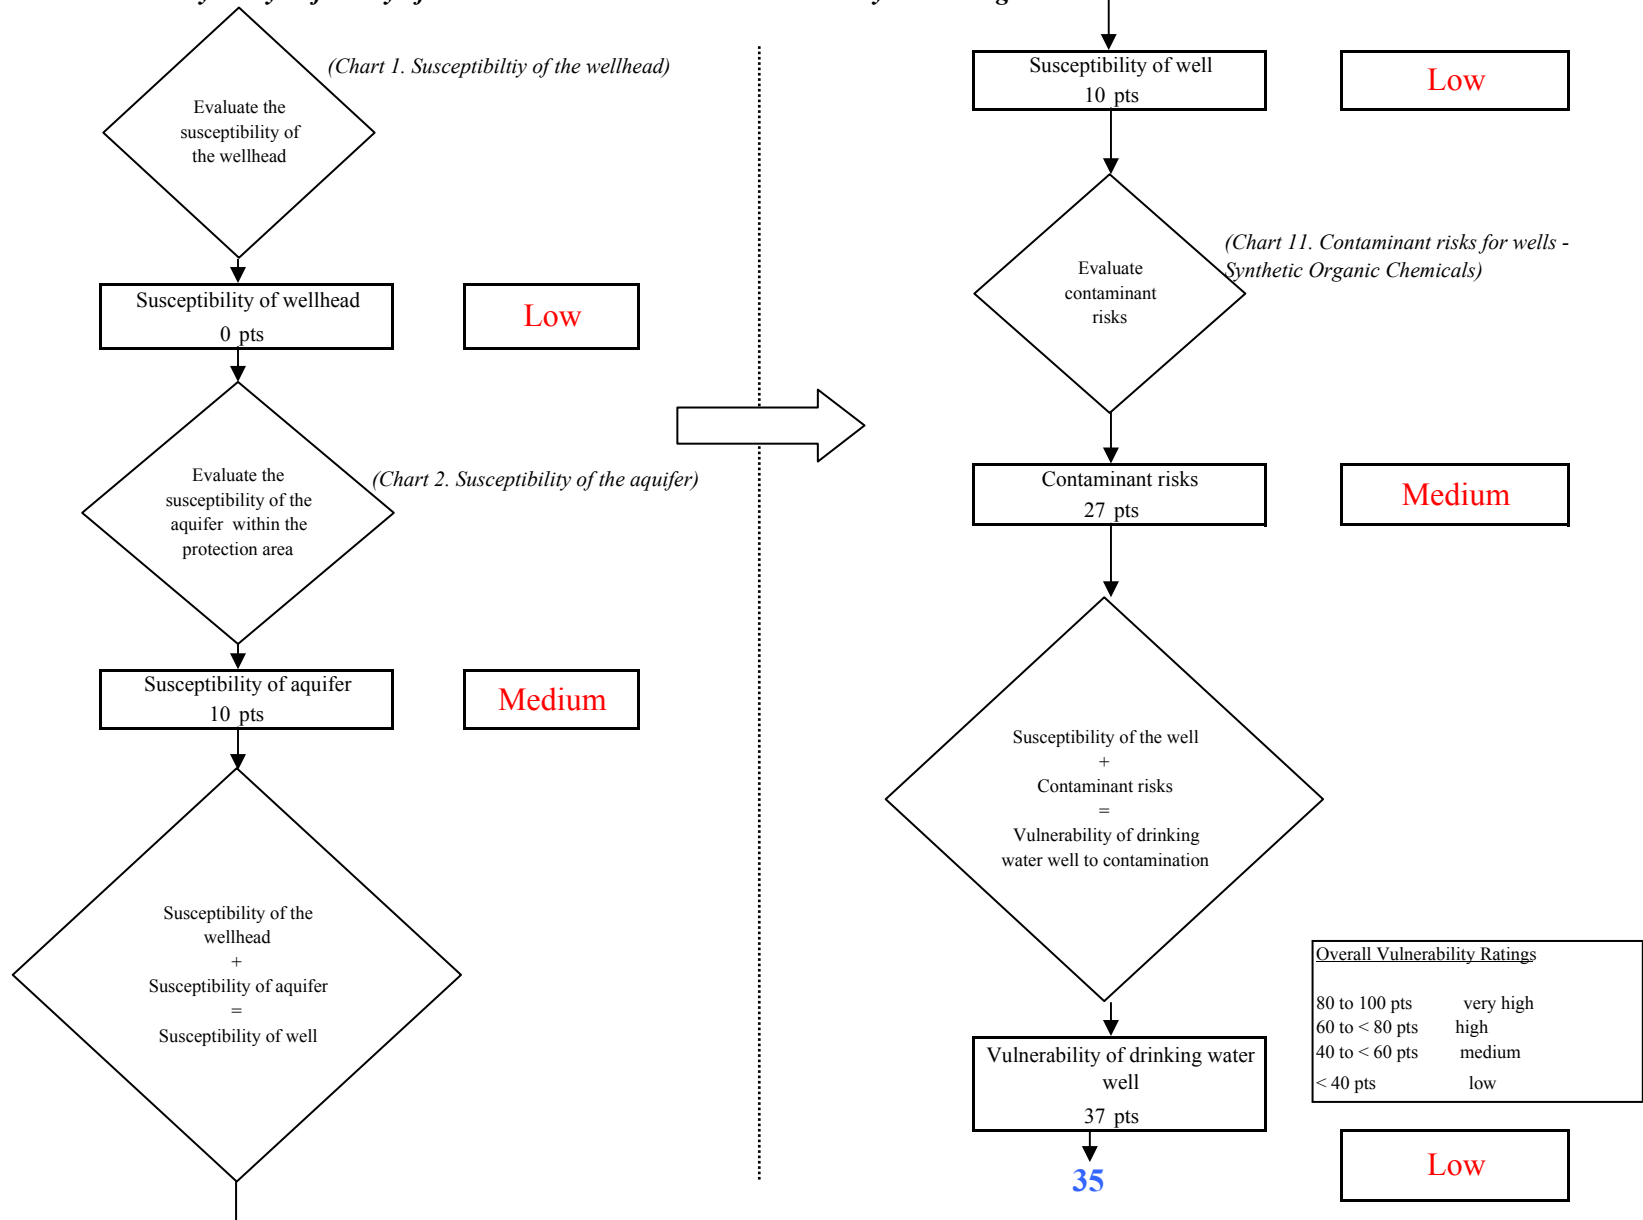 (Chart 1. Susceptibiltiy of the wellhead)
Evaluate the
susceptibility of
the wellhead
Susceptibility of wellhead
0 pts
Low
Evaluate the
susceptibility of the
aquifer within the
protection area
(Chart 2. Susceptibility of the aquifer)
Susceptibility of aquifer
10 pts
Medium
Susceptibility of the
wellhead
+
Susceptibility of aquifer
=
Susceptibility of well
Susceptibility of well
10 pts
Low
Evaluate
contaminant
risks
(Chart 11. Contaminant risks for wells -
Synthetic Organic Chemicals)
Contaminant risks
27 pts
Medium
Susceptibility of the well
+
Contaminant risks
=
Vulnerability of drinking
water well to contamination
Vulnerability of drinking water
well
37 pts
35
Overall Vulnerability Ratings
80 to 100 pts very high
60 to < 80 pts high
40 to < 60 pts medium
< 40 pts low
Low